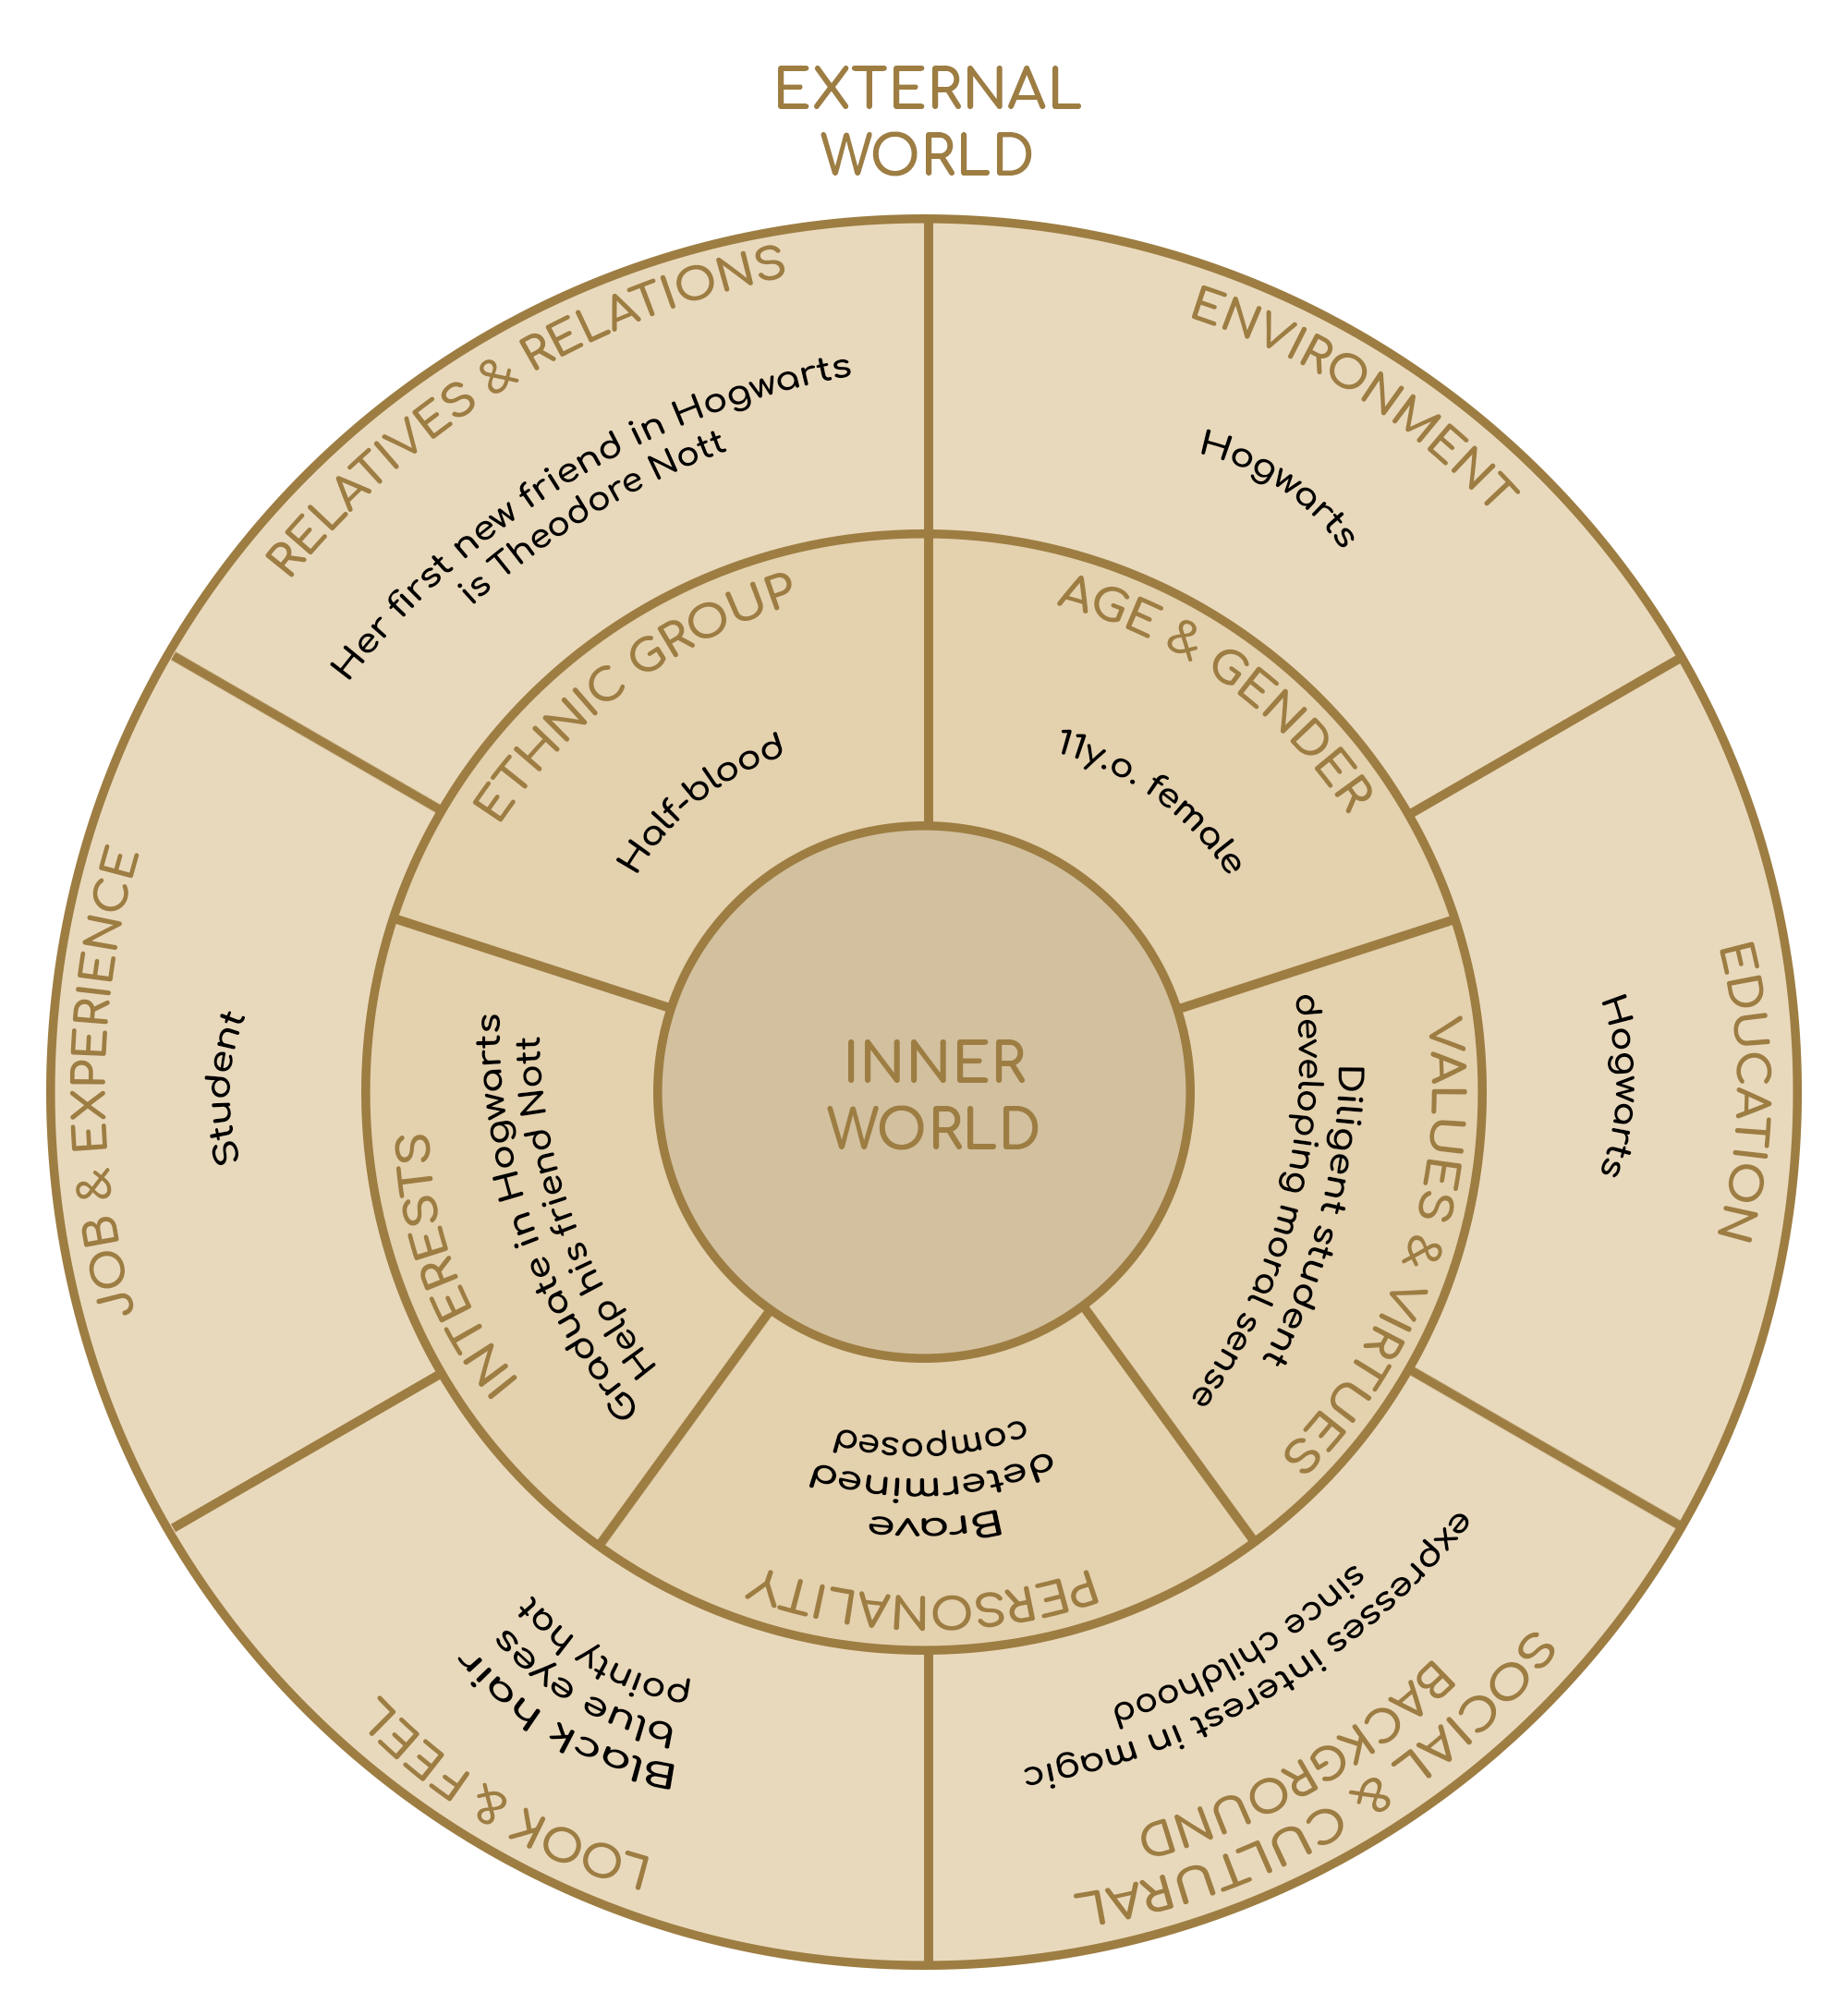 EXTERNAL
WORLD
RELATIVES & RELATIONS
Her first new friend in Hogwarts
is Theodore Nott
ENVIRONMENT
Hogwarts
EDUCATION
Hogwarts
SOCIAL & CULTURAL
BACKGROUND
expresses interest in magic
since childhood
LOOK & FEEL
Black hair
blue eyes
pointy hat
JOB & EXPERIENCE
Student
ETHNIC GROUP
Half-blood
AGE & GENDER
11y.o. female
VALUES & VIRTUES
Diligent student
developing moral sense
PERSONALITY
Brave
determined
composed
INTERESTS
Graduate in Hogwarts
Help his friend Nott
INNER
WORLD